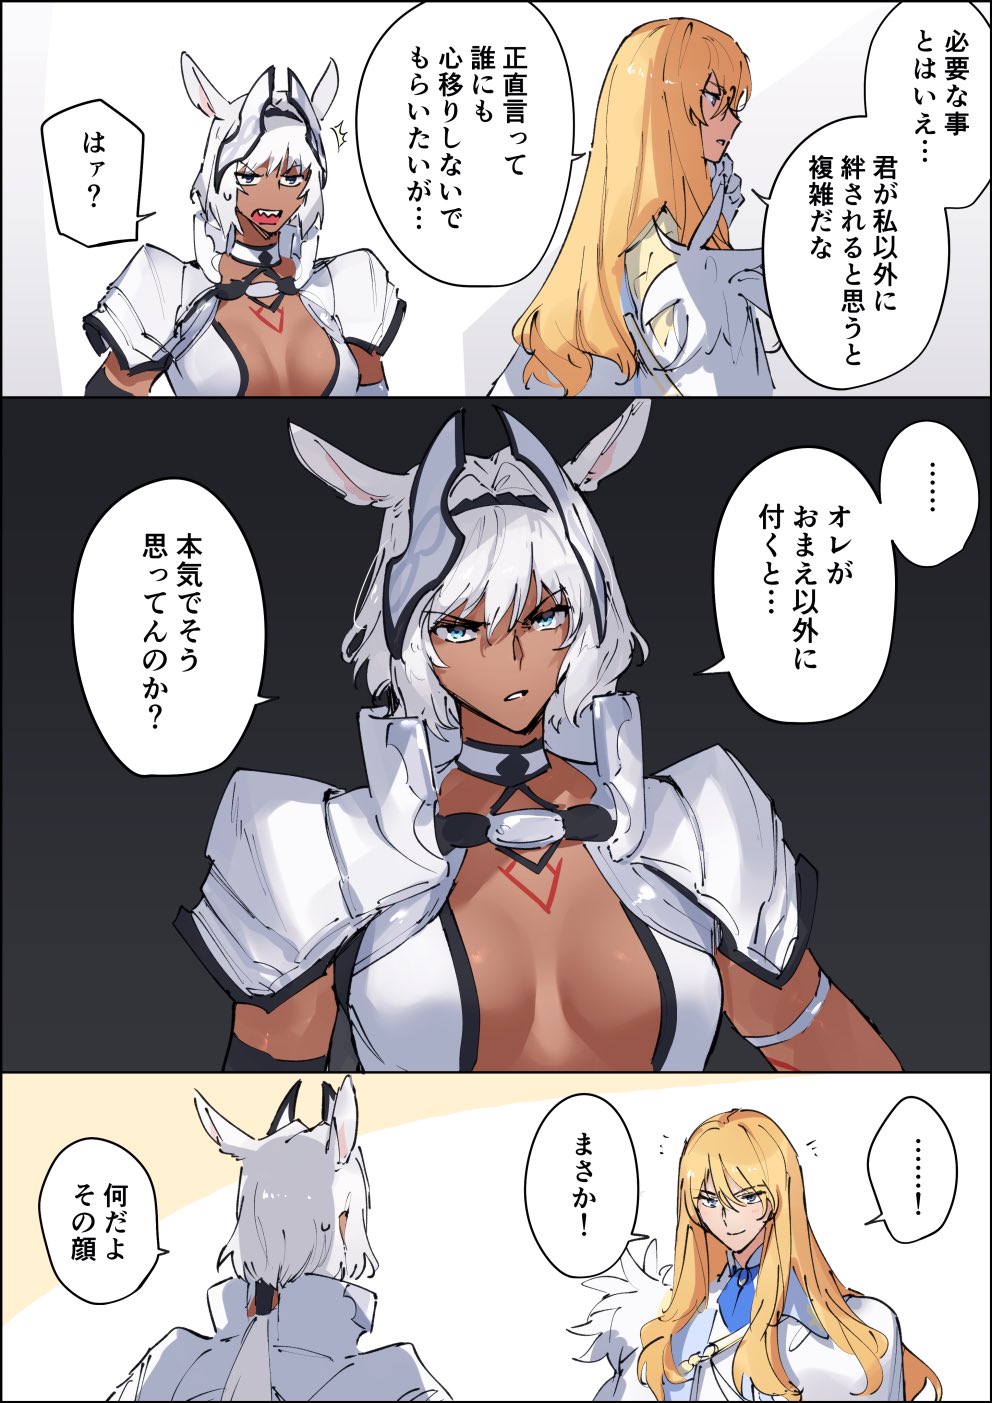 必要な事
とはいえ…
君が私以外に
絆されると思うと
複雑だな
正直言って
誰にも
心移りしないで
もらいたいが…
はァ？
……
オレが
おまえ以外に
付くと…
本気でそう
思ってんのか？
……！
まさか！
何だよ
その顔